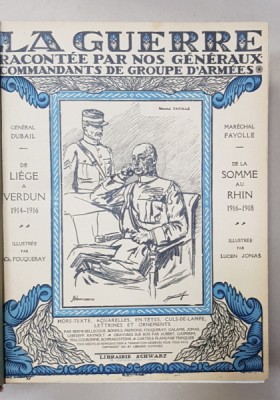 LA GUERRE
RACONTÉE PAR NOS GÉNÉRAUX
COMMANDANTS DE GROUPE D'ARMÉES
GÉNÉRAL
DUBAIL
DE
LIÈGE
A
VERDUN
1914-1916
ILLUSTRÉE
PAR
FOUQUERAY
MARÉCHAL
FAYOLLE
DE LA
SOMME
AU
RHIN
1916-1918
ILLUSTRÉE
PAR
LUCIEN JONAS
HORS-TEXTE, AQUARELLES, EN-TÊTES, CULS-DE-LAMPE,
LETTRINES ET ORNEMENTS
LIBRAIRIE SCHWARZ